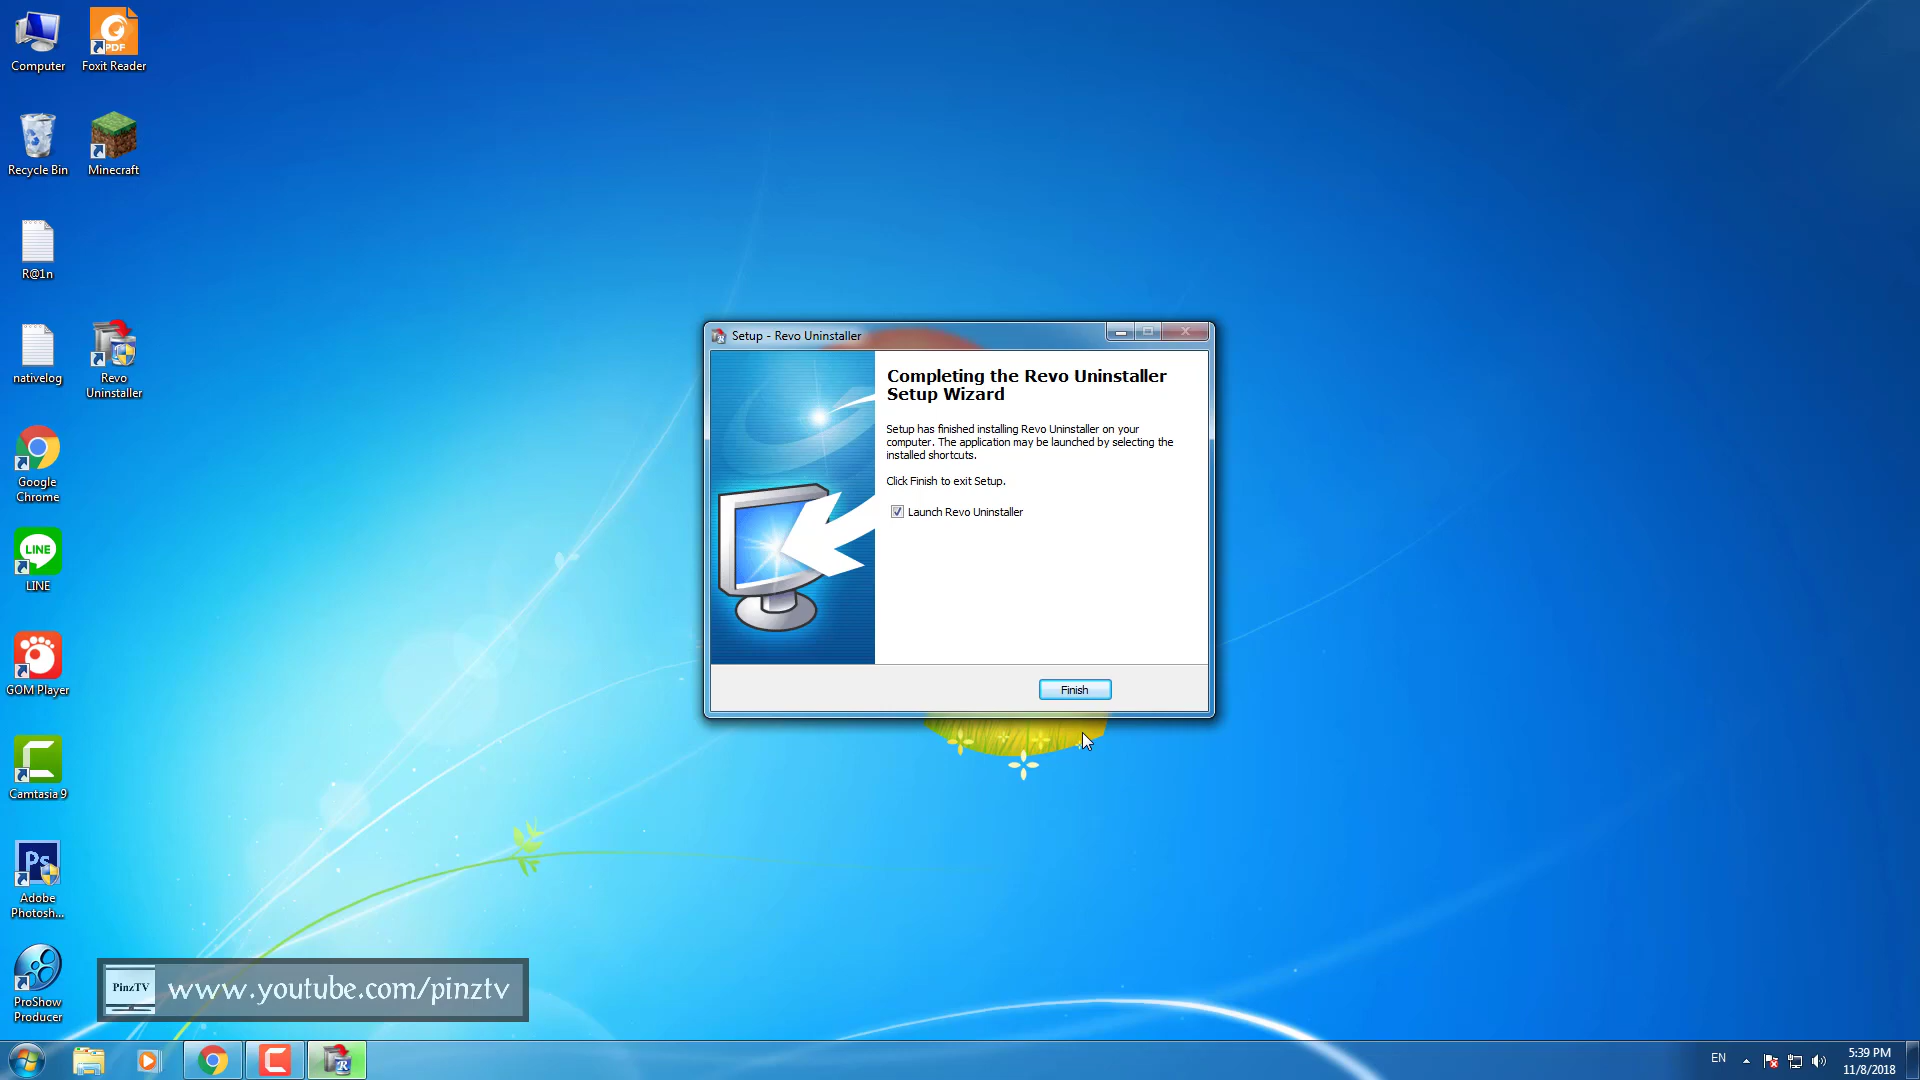 Computer
Foxit Reader
PDF
Recycle Bin
Minecraft
R@1n
nativelog
Revo
Uninstaller
Google
Chrome
LINE
LINE
GOM Player
Camtasia 9
Ps
Adobe
Photosh...
ProShow
Producer
Setup - Revo Uninstaller
Completing the Revo Uninstaller
Setup Wizard
Setup has finished installing Revo Uninstaller on your
computer. The application may be launched by selecting the
installed shortcuts.
Click Finish to exit Setup.
Launch Revo Uninstaller
Finish
PinzTV
www.youtube.com/pinztv
EN
5:39 PM
11/8/2018